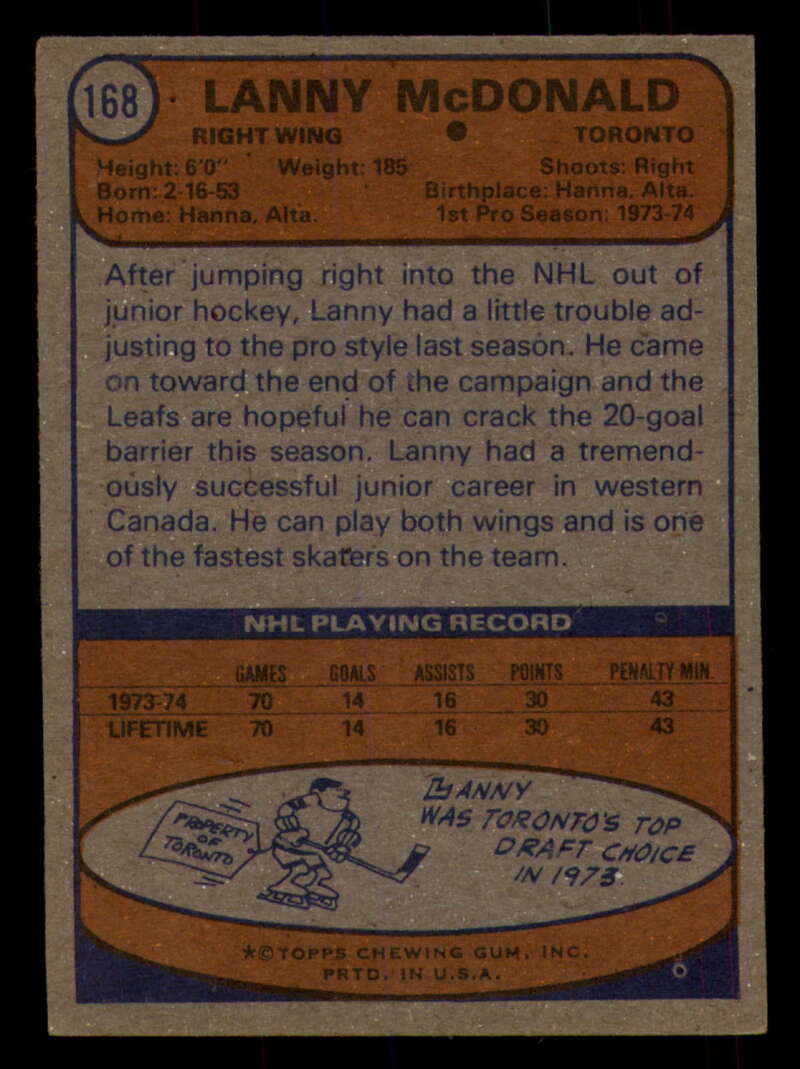 168 LANNY McDONALD
RIGHT WING ● TORONTO
Height: 6'0" Weight: 185 Shoots: Right
Born: 2-16-53 Birthplace: Hanna, Alta.
Home: Hanna, Alta. 1st Pro Season: 1973-74
After jumping right into the NHL out of
junior hockey, Lanny had a little trouble ad-
justing to the pro style last season. He came
on toward the end of the campaign and the
Leafs are hopeful he can crack the 20-goal
barrier this season. Lanny had a tremend-
ously successful junior career in western
Canada. He can play both wings and is one
of the fastest skaters on the team.
NHL PLAYING RECORD
GAMES GOALS ASSISTS POINTS PENALTY MIN.
1973-74 70 14 16 30 43
LIFETIME 70 14 16 30 43
PROPERTY
OF
TORONTO
LANNY
WAS TORONTO'S TOP
DRAFT CHOICE
IN 1973.
*©TOPPS CHEWING GUM, INC.
PRTD. IN U.S.A.